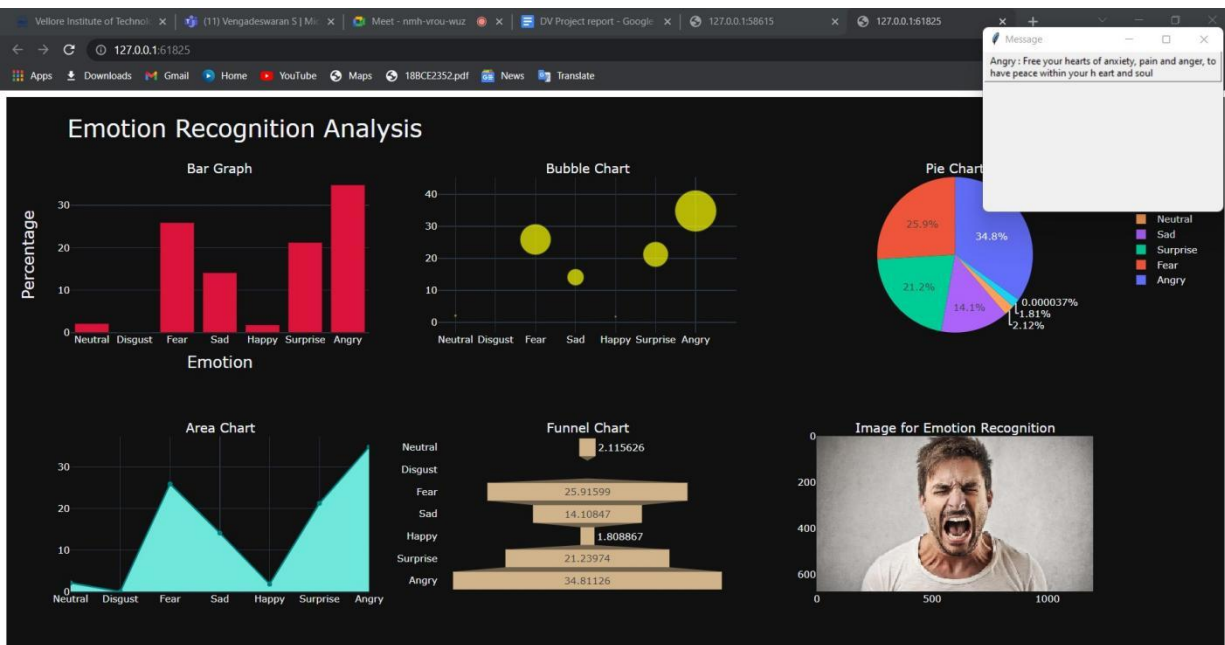 Vellore Institute of Technolo
(11) Vengadeswaran S | Mic
Meet - nmh-vrou-wuz
DV Project report - Google
127.0.0.1:58615
127.0.0.1:61825
127.0.0.1:61825
Apps
Downloads
Gmail
Home
YouTube
Maps
18BCE2352.pdf
News
Translate
Message
Angry : Free your hearts of anxiety, pain and anger, to
have peace within your h eart and soul
Emotion Recognition Analysis
Bar Graph
Percentage
30
20
10
0
Neutral Disgust Fear Sad Happy Surprise Angry
Emotion
Bubble Chart
40
30
20
10
0
Neutral Disgust Fear Sad Happy Surprise Angry
Pie Chart
25.9%
34.8%
21.2%
14.1%
0.000037%
1.81%
2.12%
Neutral
Sad
Surprise
Fear
Angry
Area Chart
30
20
10
0
Neutral Disgust Fear Sad Happy Surprise Angry
Funnel Chart
Neutral 2.115626
Disgust
Fear 25.91599
Sad 14.10847
Happy 1.808867
Surprise 21.23974
Angry 34.81126
Image for Emotion Recognition
0
200
400
600
0 500 1000